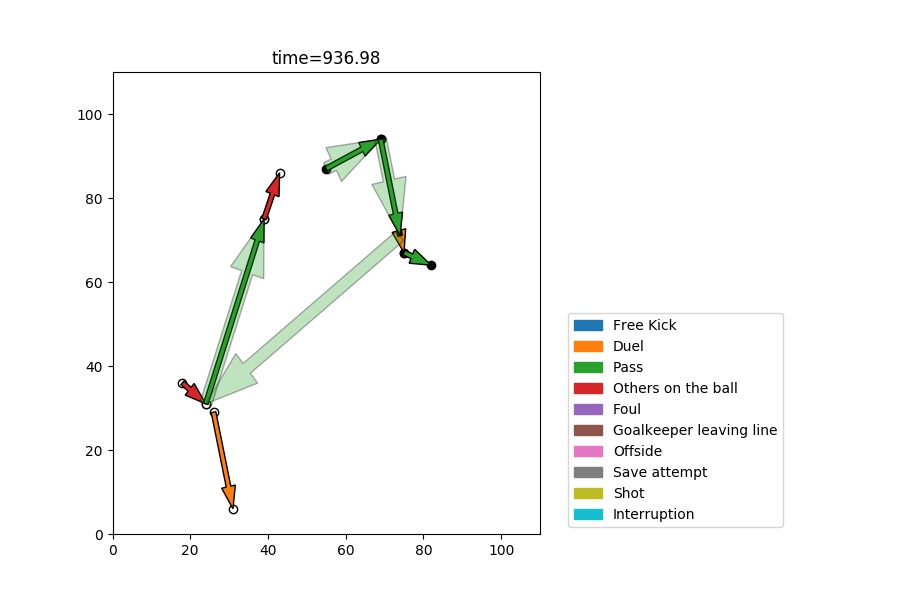 time=936.98
100
80
60
40
20
0
0 20 40 60 80 100
Free Kick
Duel
Pass
Others on the ball
Foul
Goalkeeper leaving line
Offside
Save attempt
Shot
Interruption